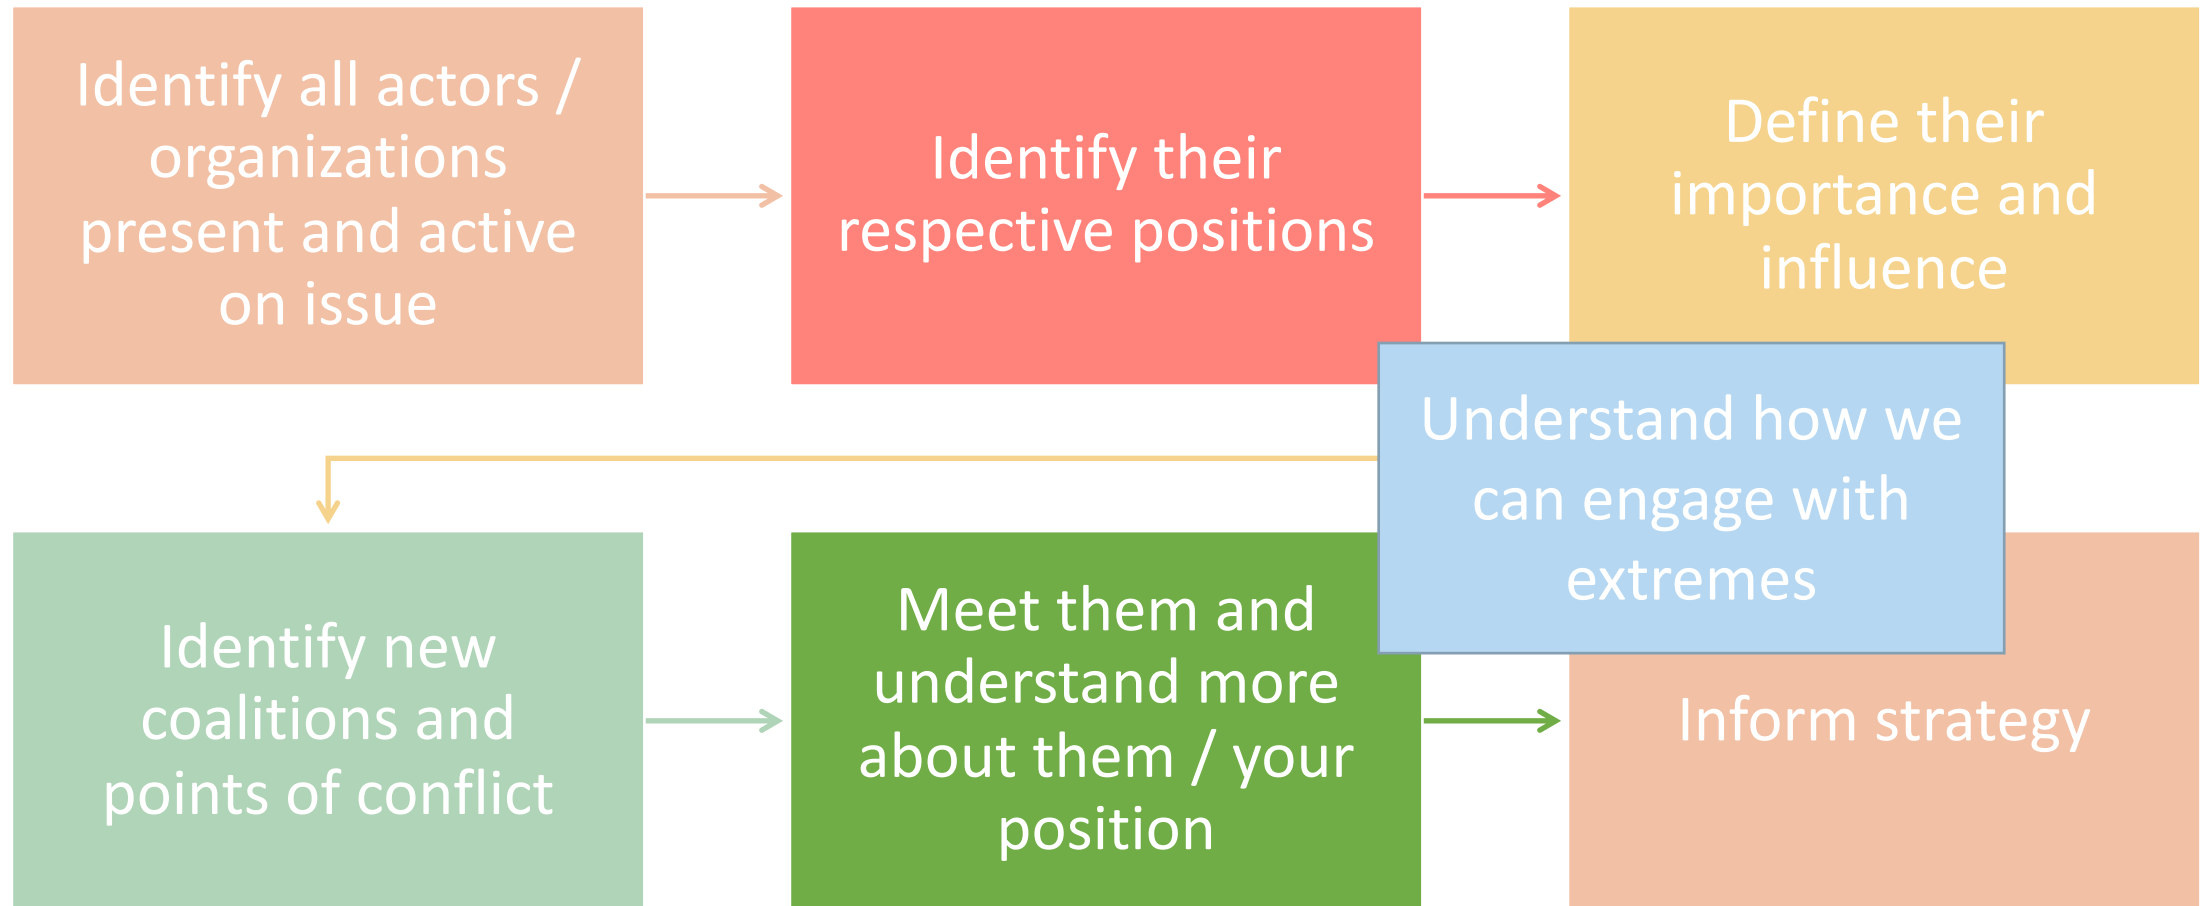 Identify all actors /
organizations
present and active
on issue
Identify their
respective positions
Define their
importance and
influence
Understand how we
can engage with
extremes
Identify new
coalitions and
points of conflict
Meet them and
understand more
about them / your
position
Inform strategy